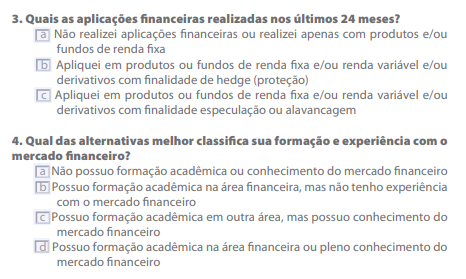 3. Quais as aplicações financeiras realizadas nos últimos 24 meses?
a Não realizei aplicações financeiras ou realizei apenas com produtos e/ou
fundos de renda fixa
b Apliquei em produtos ou fundos de renda fixa e/ou renda variável e/ou
derivativos com finalidade de hedge (proteção)
c Apliquei em produtos ou fundos de renda fixa e/ou renda variável e/ou
derivativos com finalidade especulação ou alavancagem
4. Qual das alternativas melhor classifica sua formação e experiência com o
mercado financeiro?
a Não possuo formação acadêmica ou conhecimento do mercado financeiro
b Possuo formação acadêmica na área financeira, mas não tenho experiência
com o mercado financeiro
c Possuo formação acadêmica em outra área, mas possuo conhecimento do
mercado financeiro
d Possuo formação acadêmica na área financeira ou pleno conhecimento do
mercado financeiro